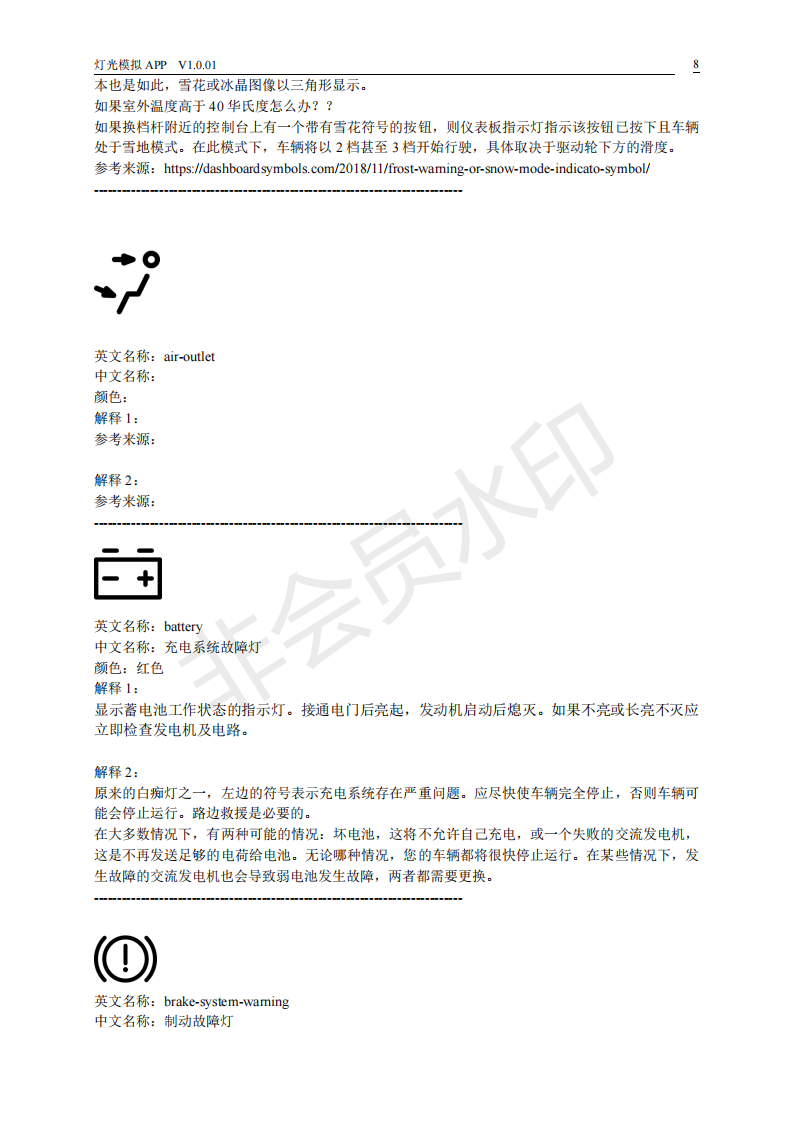 灯光模拟 APP V1.0.01 8
本也是如此，雪花或冰晶图像以三角形显示。
如果室外温度高于 40 华氏度怎么办？？
如果换档杆附近的控制台上有一个带有雪花符号的按钮，则仪表板指示灯指示该按钮已按下且车辆
处于雪地模式。在此模式下，车辆将以 2 档甚至 3 档开始行驶，具体取决于驱动轮下方的滑度。
参考来源：https://dashboardsymbols.com/2018/11/frost-warning-or-snow-mode-indicato-symbol/
--------------------------------------------------------------------------------
英文名称：air-outlet
中文名称：
颜色：
解释 1：
参考来源：
解释 2：
参考来源：
--------------------------------------------------------------------------------
英文名称：battery
中文名称：充电系统故障灯
颜色：红色
解释 1：
显示蓄电池工作状态的指示灯。接通电门后亮起，发动机启动后熄灭。如果不亮或长亮不灭应
立即检查发电机及电路。
解释 2：
原来的白痴灯之一，左边的符号表示充电系统存在严重问题。应尽快使车辆完全停止，否则车辆可
能会停止运行。路边救援是必要的。
在大多数情况下，有两种可能的情况：坏电池，这将不允许自己充电，或一个失败的交流发电机，
这是不再发送足够的电荷给电池。无论哪种情况，您的车辆都将很快停止运行。在某些情况下，发
生故障的交流发电机也会导致弱电池发生故障，两者都需要更换。
--------------------------------------------------------------------------------
英文名称：brake-system-warning
中文名称：制动故障灯
非会员水印